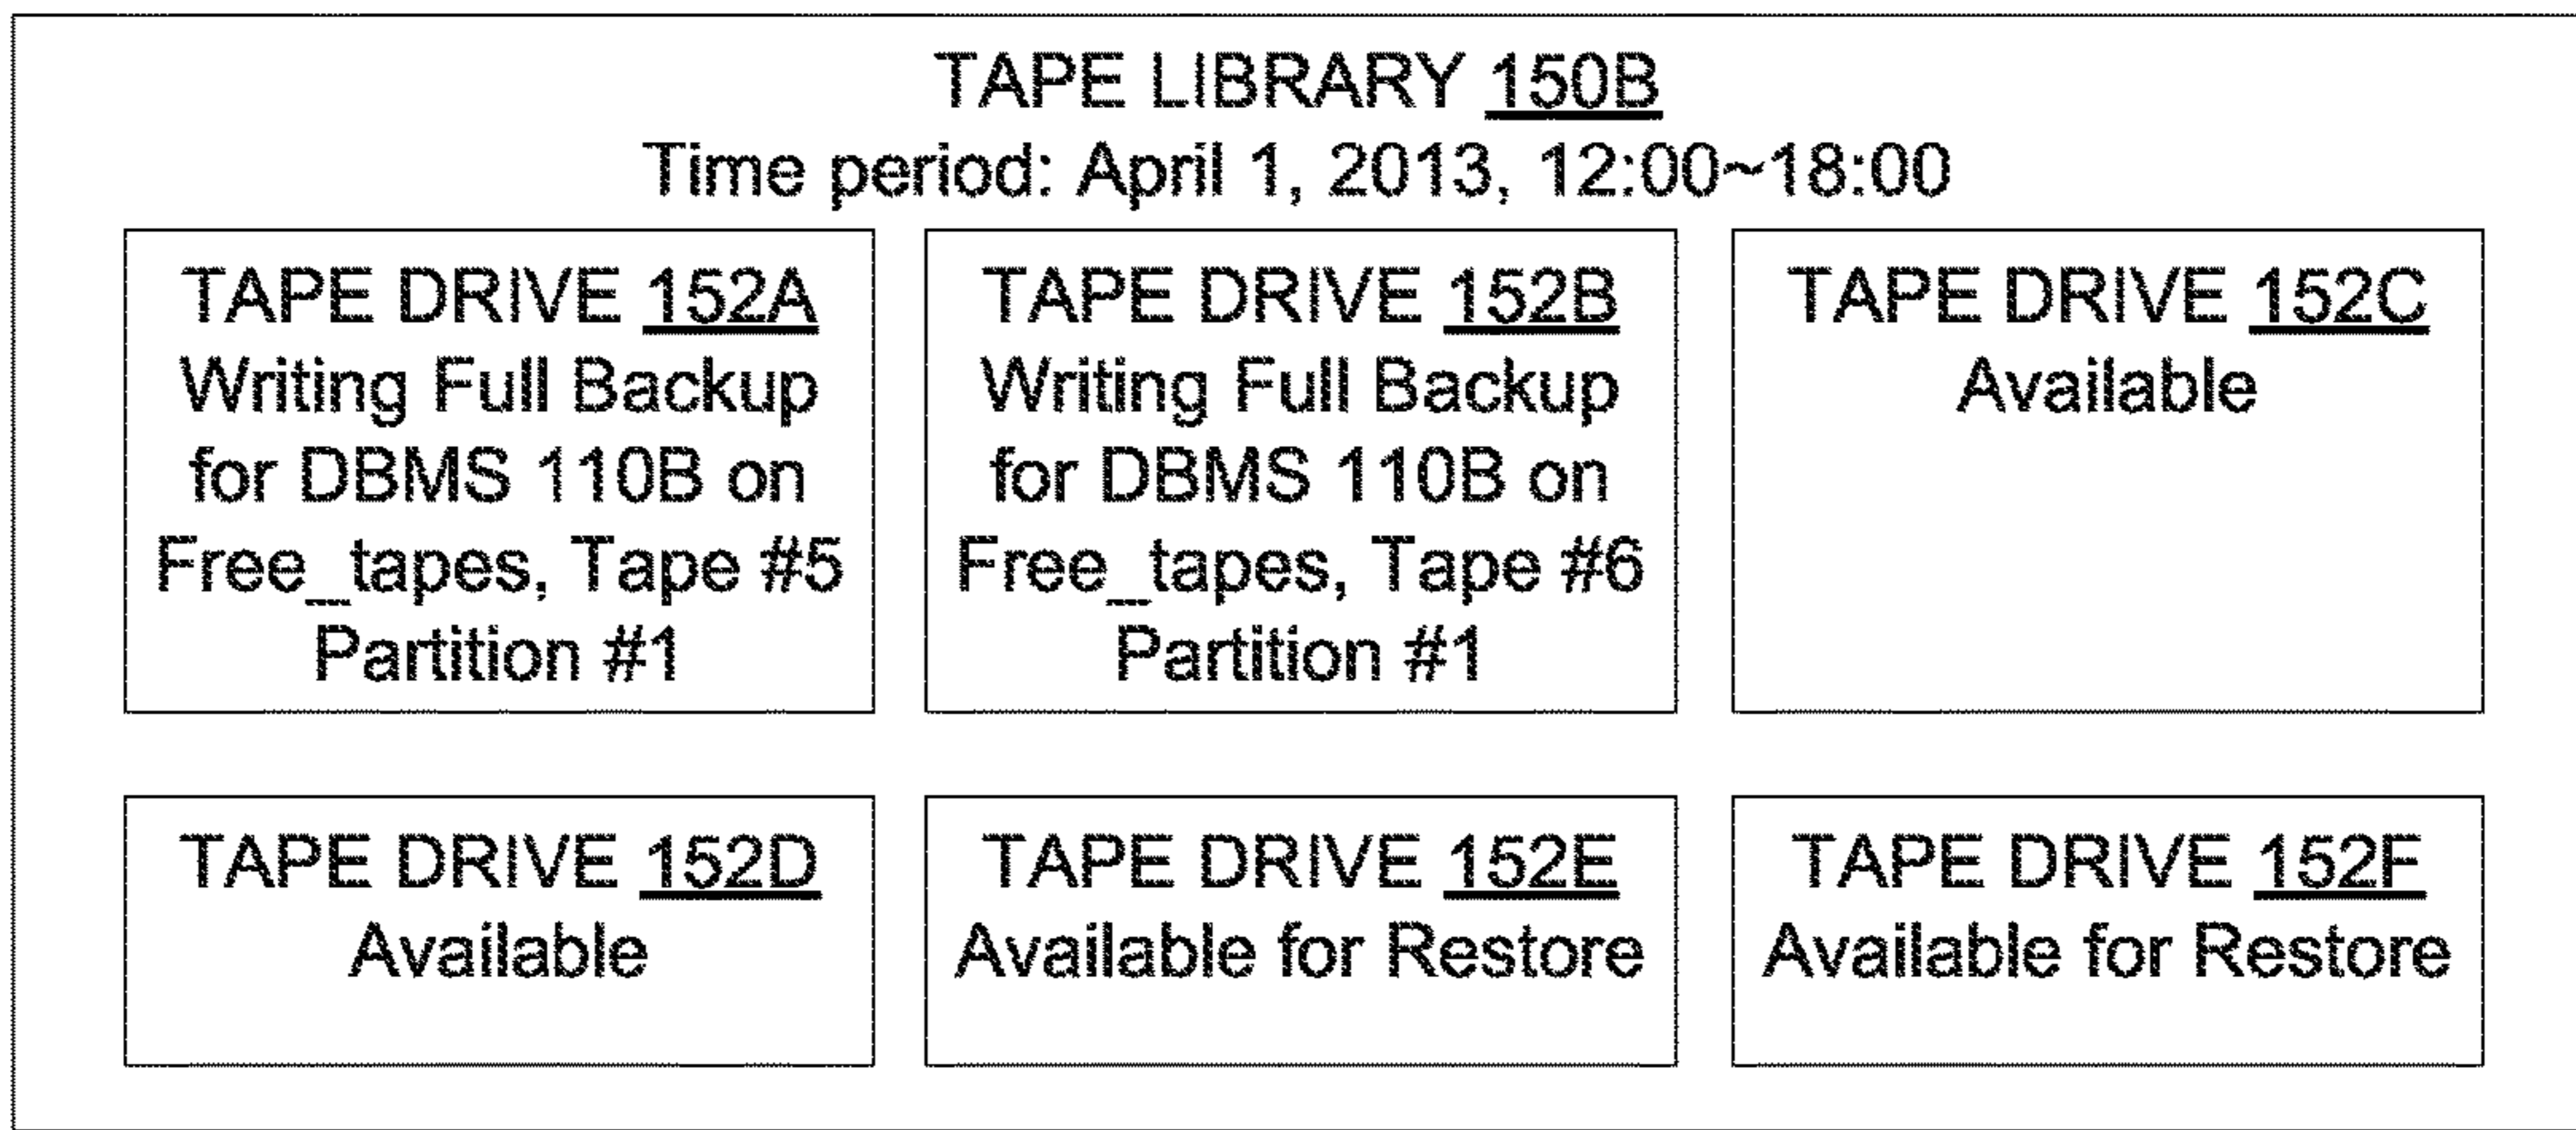 TAPE LIBRARY 150B
Time period: April 1, 2013, 12:00~18:00
TAPE DRIVE 152A
Writing Full Backup
for DBMS 110B on
Free_tapes, Tape #5
Partition #1
TAPE DRIVE 152B
Writing Full Backup
for DBMS 110B on
Free_tapes, Tape #6
Partition #1
TAPE DRIVE 152C
Available
TAPE DRIVE 152D
Available
TAPE DRIVE 152E
Available for Restore
TAPE DRIVE 152F
Available for Restore